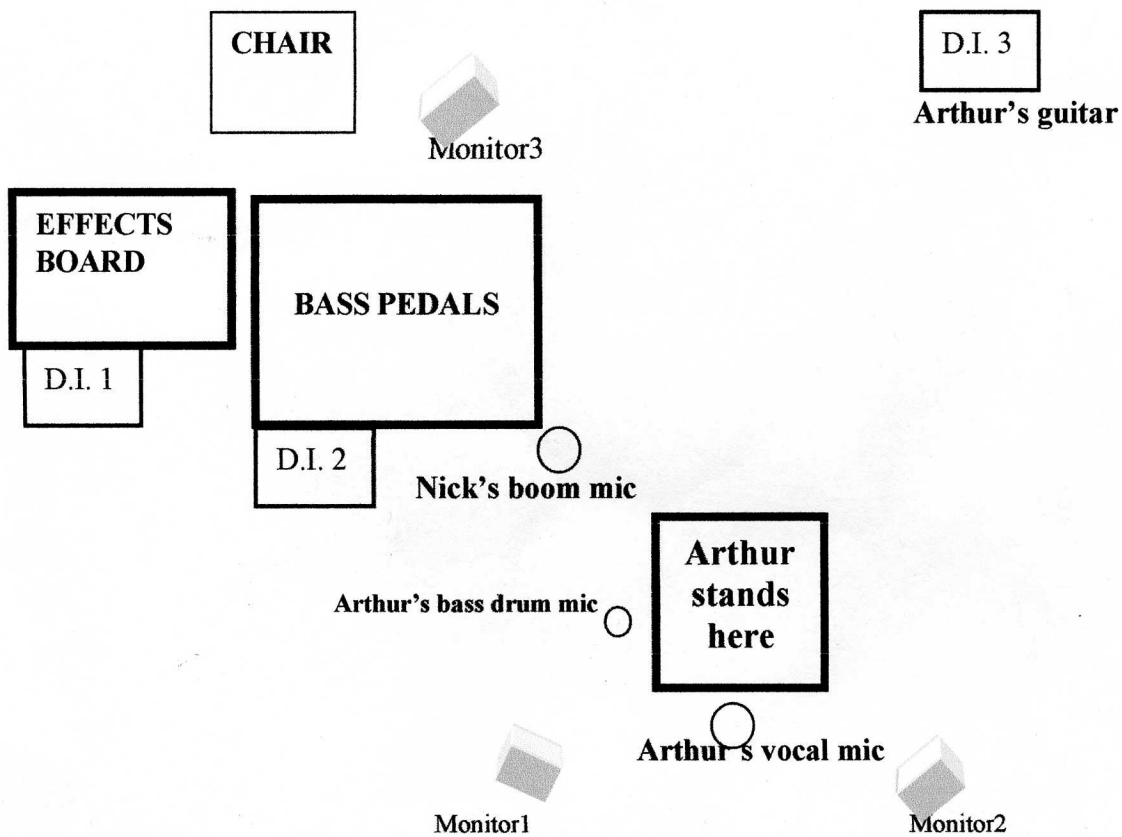 CHAIR
D.I. 3
Arthur's guitar
Monitor3
EFFECTS
BOARD
BASS PEDALS
D.I. 1
D.I. 2
Nick's boom mic
Arthur
stands
here
Arthur's bass drum mic
Arthur's vocal mic
Monitor1
Monitor2